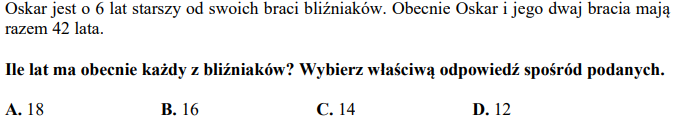 Oskar jest o 6 lat starszy od swoich braci bliźniaków. Obecnie Oskar i jego dwaj bracia mają
razem 42 lata.
Ile lat ma obecnie każdy z bliźniaków? Wybierz właściwą odpowiedź spośród podanych.
A. 18 B. 16 C. 14 D. 12